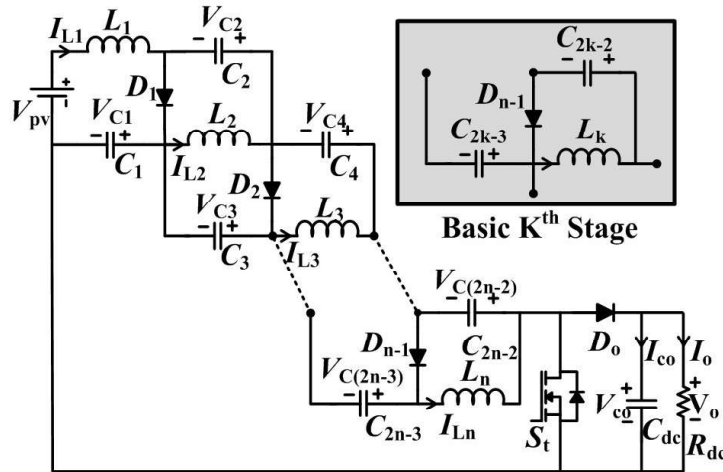 I_L1 L_1 V_C2
- +
C_2
+ -
V_pv
D_1
V_C1
- +
C_1
L_2
I_L2
V_C4
- +
C_4
D_2
V_C3
- +
C_3
L_3
I_L3
C_2k-2
- +
D_n-1
C_2k-3
- +
L_k
Basic K^th Stage
V_C(2n-2)
- +
C_2n-2
D_n-1
V_C(2n-3)
- +
C_2n-3
L_n
I_Ln
S_t
D_o
I_co
I_o
V_co
+ -
C_dc
+ -
V_o
R_dc